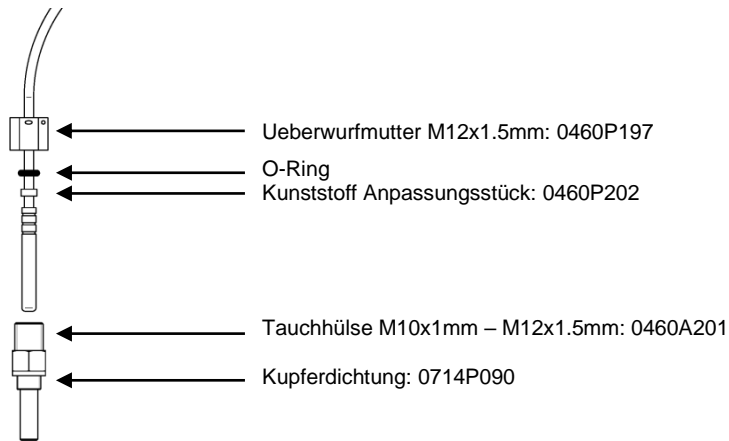 Ueberwurfmutter M12x1.5mm: 0460P197
O-Ring
Kunststoff Anpassungsstück: 0460P202
Tauchhülse M10x1mm – M12x1.5mm: 0460A201
Kupferdichtung: 0714P090